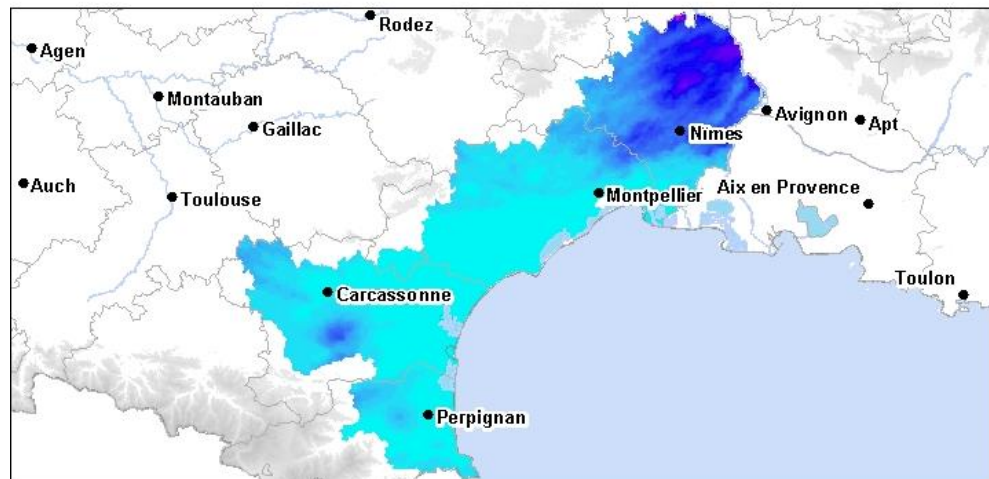 Rodez
Agen
Montauban
Gaillac
Avignon
Apt
Nîmes
Auch
Toulouse
Montpellier
Aix en Provence
Toulon
Carcassonne
Perpignan